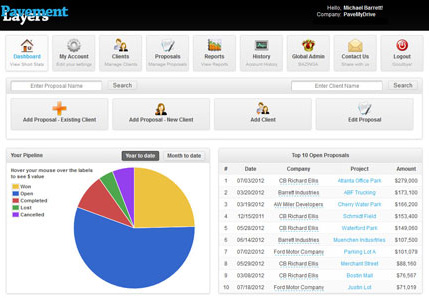 Pavement
Layers
Hello, Michael Barrett!
Company: PaveMyDrive
Dashboard
View Short Stats
My Account
Edit your settings
Clients
Manage Clients
Proposals
Manage Proposals
Reports
View Reports
History
Account History
Global Admin
Contact Us
Share with us
Logout
Goodbye!
Enter Proposal Name
Search
Enter Client Name
Search
Add Proposal - Existing Client
Add Proposal - New Client
Add Client
Edit Proposal
Your Pipeline
Year to date
Month to date
Hover your mouse over the labels
to see $ value
Won
Open
Completed
Lost
Cancelled
Top 10 Open Proposals
# Date Company Project Amount
1 07/03/2012 CB Richard Ellis Atlanta Office Park $279,000
2 03/20/2012 Barrett Industries ABF Trucking $173,100
3 03/19/2012 AW Miler Developers Cherry Water Park $166,200
4 12/15/2011 CB Richard Ellis Schmidt Field $153,400
5 05/29/2012 CB Richard Ellis Waterford Park $149,060
6 06/14/2012 Barrett Industries Muenchen Industries $107,500
7 07/02/2012 Ford Motor Company Parking Lot A $101,079
8 05/29/2012 CB Richard Ellis Merchant Street $88,160
9 03/08/2012 CB Richard Ellis Boston Mall $76,567
10 07/18/2012 Ford Motor Company Justin Lot $71,019